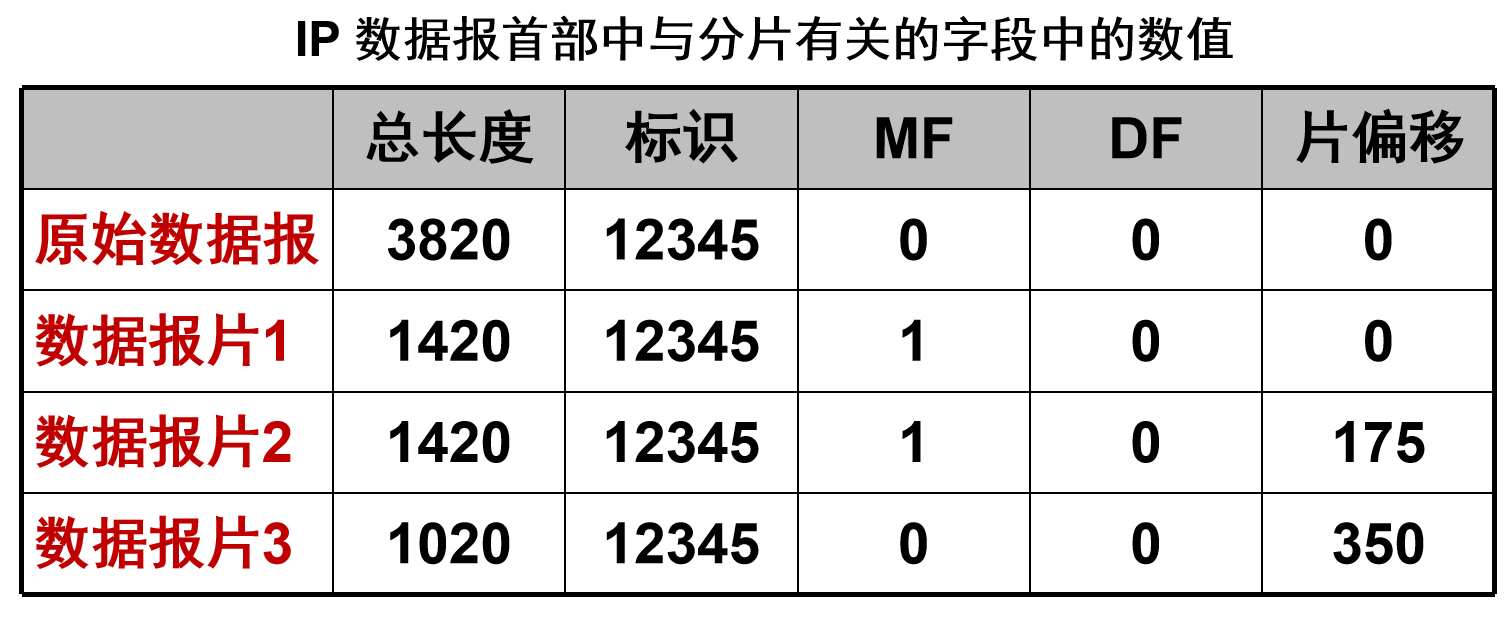 IP 数据报首部中与分片有关的字段中的数值
总长度 标识 MF DF 片偏移
原始数据报 3820 12345 0 0 0
数据报片1 1420 12345 1 0 0
数据报片2 1420 12345 1 0 175
数据报片3 1020 12345 0 0 350